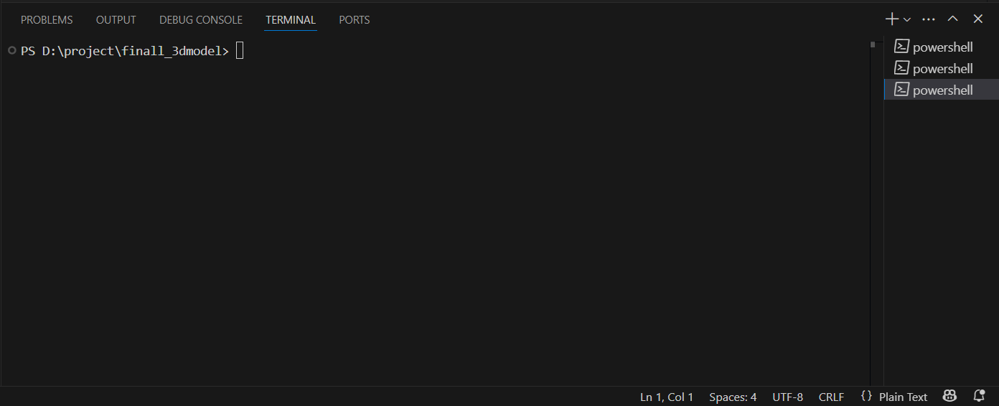 PROBLEMS OUTPUT DEBUG CONSOLE TERMINAL PORTS
PS D:\project\finall_3dmodel>
powershell
powershell
powershell
Ln 1, Col 1 Spaces: 4 UTF-8 CRLF {} Plain Text